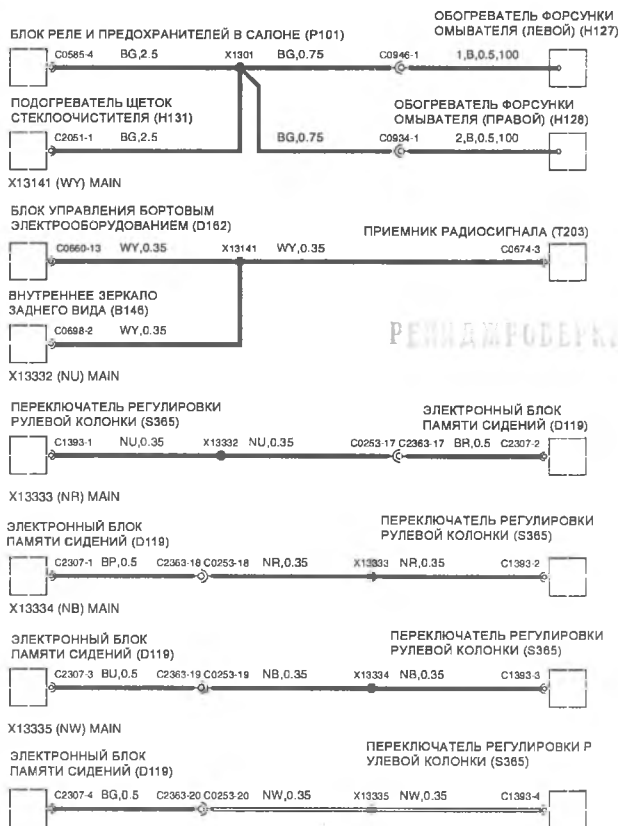 БЛОК РЕЛЕ И ПРЕДОХРАНИТЕЛЕЙ В САЛОНЕ (P101)
ОБОГРЕВАТЕЛЬ ФОРСУНКИ
ОМЫВАТЕЛЯ (ЛЕВОЙ) (H127)
C0585-4 BG,2.5 X1301 BG,0.75 C0946-1 1,B,0.5,100
ПОДОГРЕВАТЕЛЬ ЩЕТОК
СТЕКЛООЧИСТИТЕЛЯ (H131)
ОБОГРЕВАТЕЛЬ ФОРСУНКИ
ОМЫВАТЕЛЯ (ПРАВОЙ) (H128)
C2051-1 BG,2.5 BG,0.75 C0934-1 2,B,0.5,100
X13141 (WY) MAIN
БЛОК УПРАВЛЕНИЯ БОРТОВЫМ
ЭЛЕКТРООБОРУДОВАНИЕМ (D162)
ПРИЕМНИК РАДИОСИГНАЛА (T203)
C0660-13 WY,0.35 X13141 WY,0.35 C0674-3
ВНУТРЕННЕЕ ЗЕРКАЛО
ЗАДНЕГО ВИДА (B146)
C0698-2 WY,0.35
X13332 (NU) MAIN
ПЕРЕКЛЮЧАТЕЛЬ РЕГУЛИРОВКИ
РУЛЕВОЙ КОЛОНКИ (S365)
ЭЛЕКТРОННЫЙ БЛОК
ПАМЯТИ СИДЕНИЙ (D119)
C1393-1 NU,0.35 X13332 NU,0.35 C0253-17 C2363-17 BR,0.5 C2307-2
X13333 (NR) MAIN
ЭЛЕКТРОННЫЙ БЛОК
ПАМЯТИ СИДЕНИЙ (D119)
ПЕРЕКЛЮЧАТЕЛЬ РЕГУЛИРОВКИ
РУЛЕВОЙ КОЛОНКИ (S365)
C2307-1 BP,0.5 C2363-18 C0253-18 NR,0.35 X13333 NR,0.35 C1393-2
X13334 (NB) MAIN
ЭЛЕКТРОННЫЙ БЛОК
ПАМЯТИ СИДЕНИЙ (D119)
ПЕРЕКЛЮЧАТЕЛЬ РЕГУЛИРОВКИ
РУЛЕВОЙ КОЛОНКИ (S365)
C2307-3 BU,0.5 C2363-19 C0253-19 NB,0.35 X13334 NB,0.35 C1393-3
X13335 (NW) MAIN
ЭЛЕКТРОННЫЙ БЛОК
ПАМЯТИ СИДЕНИЙ (D119)
ПЕРЕКЛЮЧАТЕЛЬ РЕГУЛИРОВКИ Р
УЛЕВОЙ КОЛОНКИ (S365)
C2307-4 BG,0.5 C2363-20 C0253-20 NW,0.35 X13335 NW,0.35 C1393-4